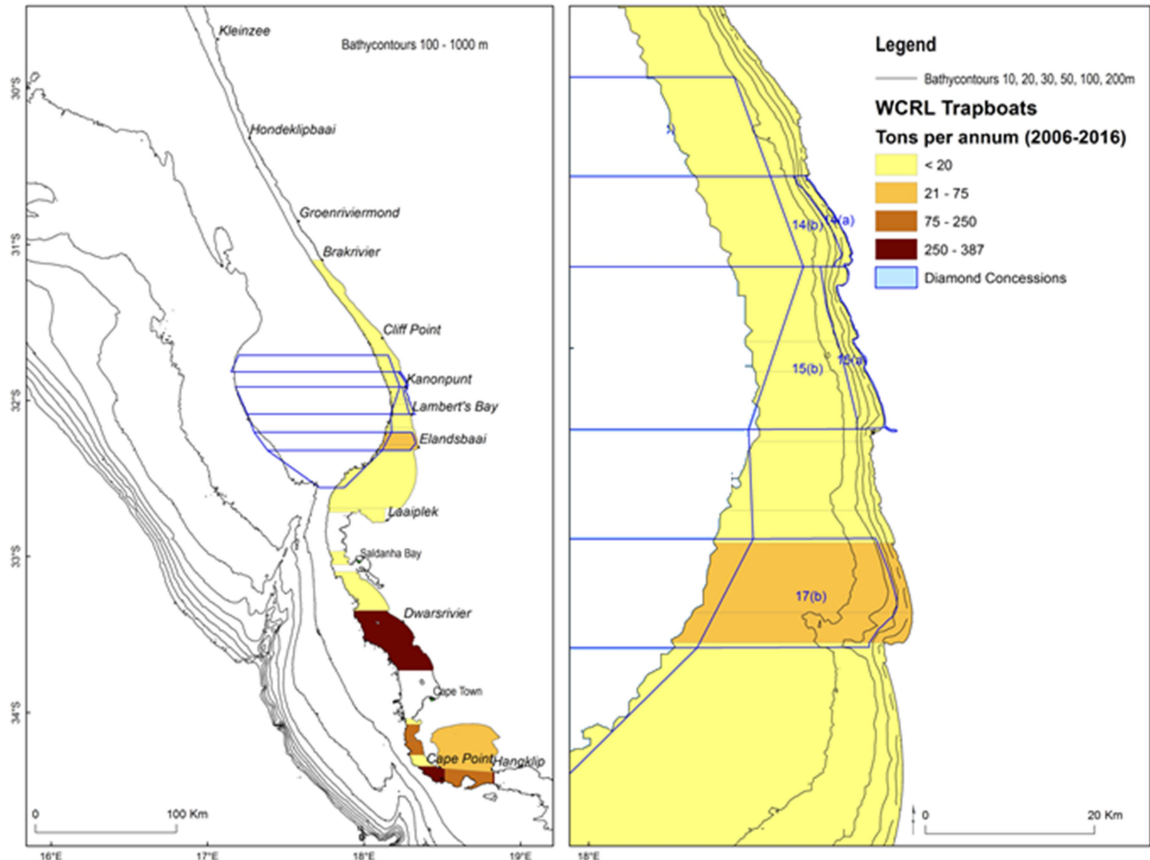 Kleinzee
Bathycontours 100 - 1000 m
30°S
Hondeklipbaai
Groenriviermond
31°S
Brakrivier
Cliff Point
Kanonpunt
32°S
Lambert's Bay
Elandsbaai
Laaiplek
33°S
Saldanha Bay
Dwarsrivier
Cape Town
34°S
Cape Point
Hangklip
0 100 Km
16°E 17°E 18°E 19°E
Legend
Bathycontours 10, 20, 30, 50, 100, 200m
WCRL Trapboats
Tons per annum (2006-2016)
< 20
21 - 75
75 - 250
250 - 387
Diamond Concessions
14(b) 14(a)
15(b) 15(a)
17(b)
0 20 Km
18°E